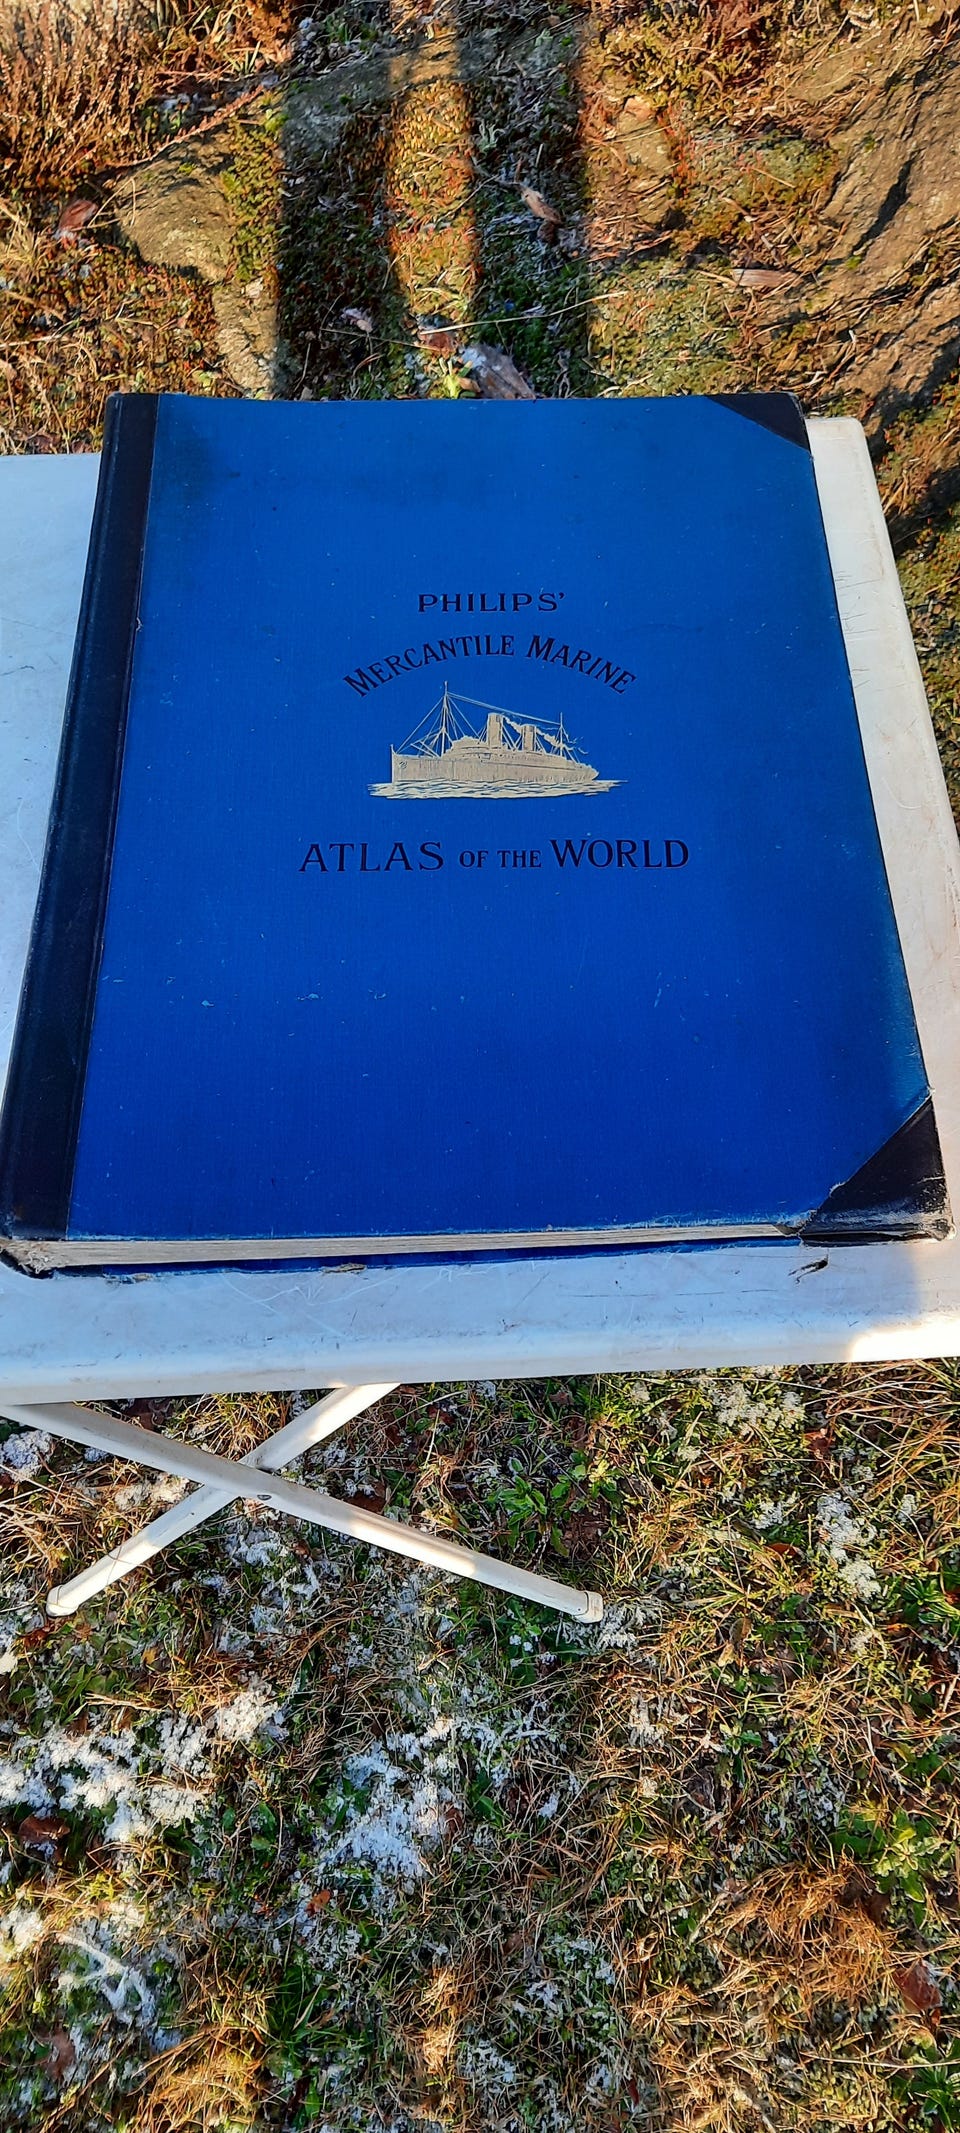 PHILIPS'
MERCANTILE MARINE
ATLAS OF THE WORLD